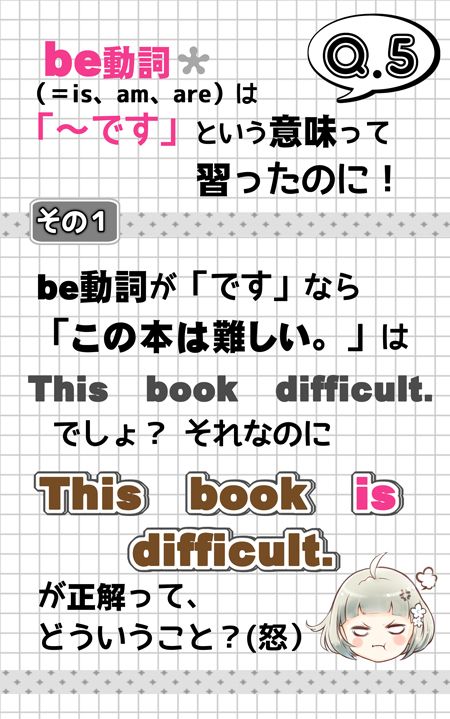 Q.5
be動詞*
(＝is、am、are)は
「～です」という意味って
習ったのに！
その1
be動詞が「です」なら
「この本は難しい。」は
This book difficult.
でしょ？ それなのに
This book is
difficult.
が正解って、
どういうこと？(怒)